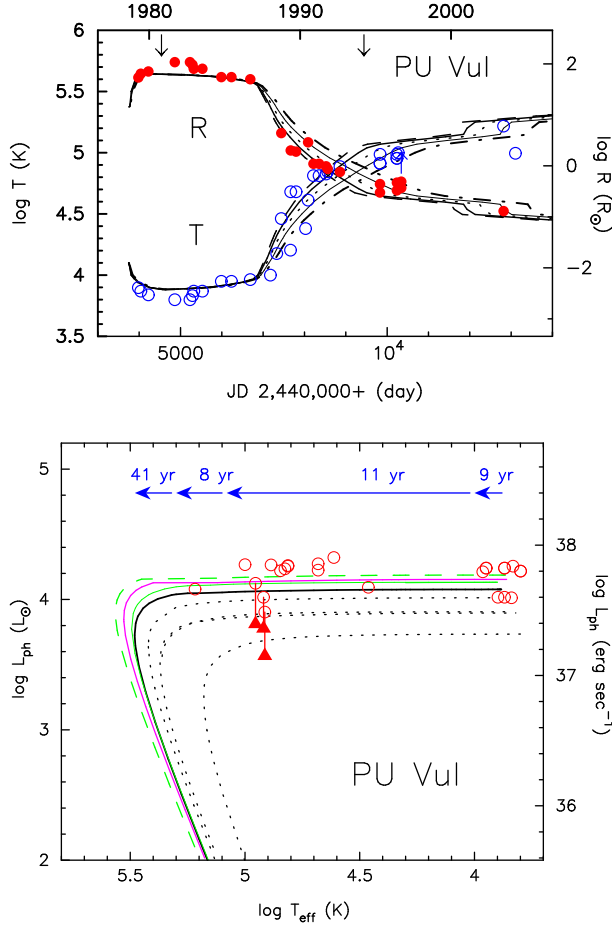 1980 1990 2000
6
5.5
5
4.5
4
3.5
log T (K)
PU Vul
R
T
2
0
−2
log R (R☉)
5000 10⁴
JD 2,440,000+ (day)
5
4
3
2
log L_ph (L☉)
41 yr 8 yr 11 yr 9 yr
38
37
36
log L_ph (erg sec⁻¹)
PU Vul
5.5 5 4.5 4
log T_eff (K)